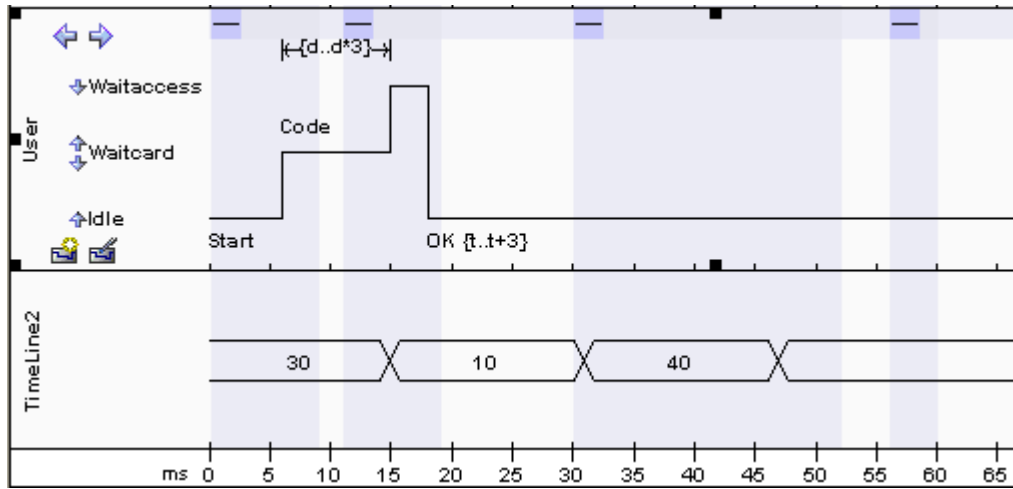 {d..d*3}
Waitaccess
Code
User
Waitcard
Idle
Start
OK {t..t+3}
TimeLine2
30
10
40
ms 0 5 10 15 20 25 30 35 40 45 50 55 60 65